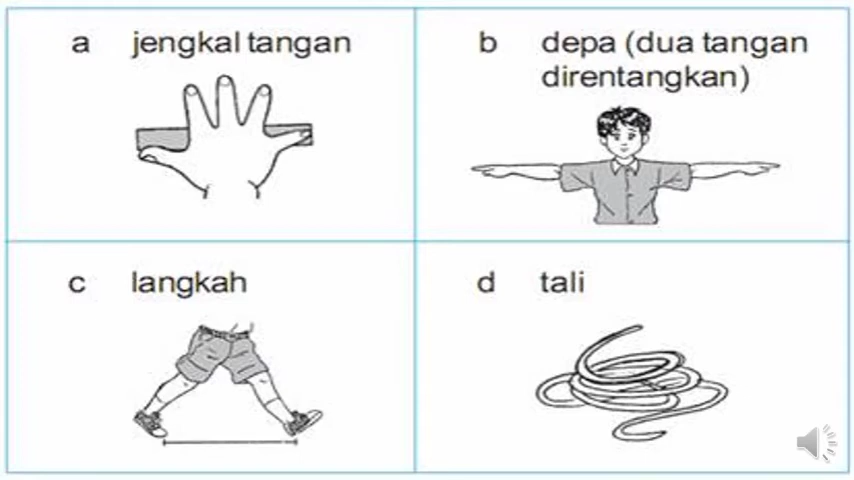 a jengkal tangan
b depa (dua tangan
direntangkan)
c langkah
d tali